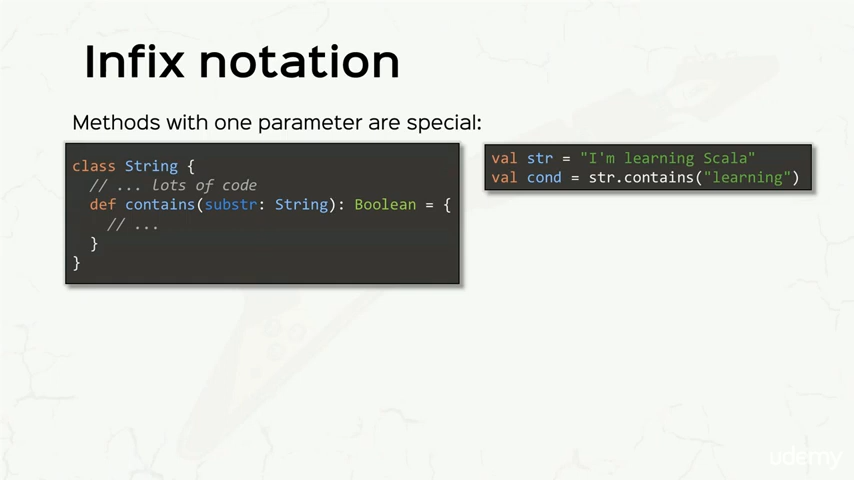 Infix notation
Methods with one parameter are special:
class String {
  // ... lots of code
  def contains(substr: String): Boolean = {
    // ...
  }
}
val str = "I'm learning Scala"
val cond = str.contains("learning")
udemy